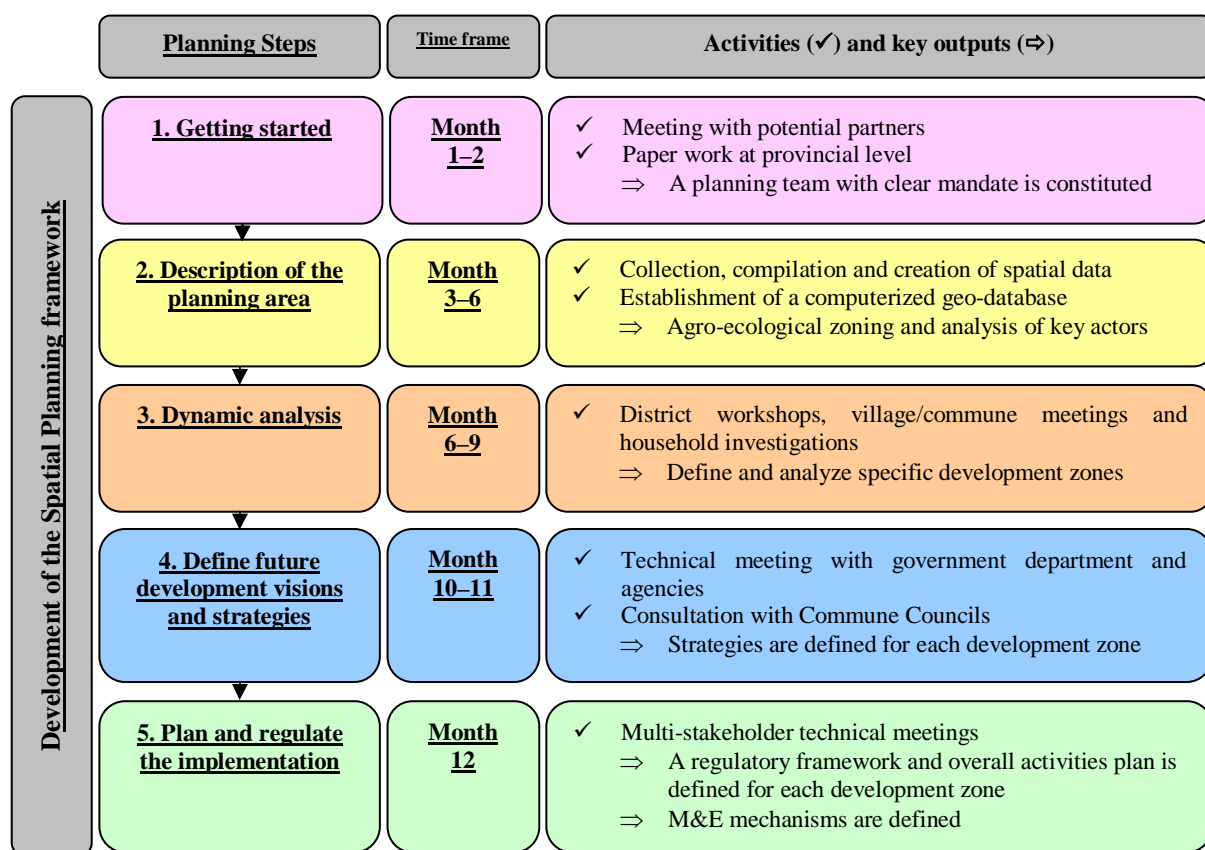 Planning Steps
Time frame
Activities (✓) and key outputs (⇨)
Development of the Spatial Planning framework
1. Getting started
Month
1–2
✓ Meeting with potential partners
✓ Paper work at provincial level
⇒ A planning team with clear mandate is constituted
2. Description of the
planning area
Month
3–6
✓ Collection, compilation and creation of spatial data
✓ Establishment of a computerized geo-database
⇒ Agro-ecological zoning and analysis of key actors
3. Dynamic analysis
Month
6–9
✓ District workshops, village/commune meetings and
household investigations
⇒ Define and analyze specific development zones
4. Define future
development visions
and strategies
Month
10–11
✓ Technical meeting with government department and
agencies
✓ Consultation with Commune Councils
⇒ Strategies are defined for each development zone
5. Plan and regulate
the implementation
Month
12
✓ Multi-stakeholder technical meetings
⇒ A regulatory framework and overall activities plan is
defined for each development zone
⇒ M&E mechanisms are defined